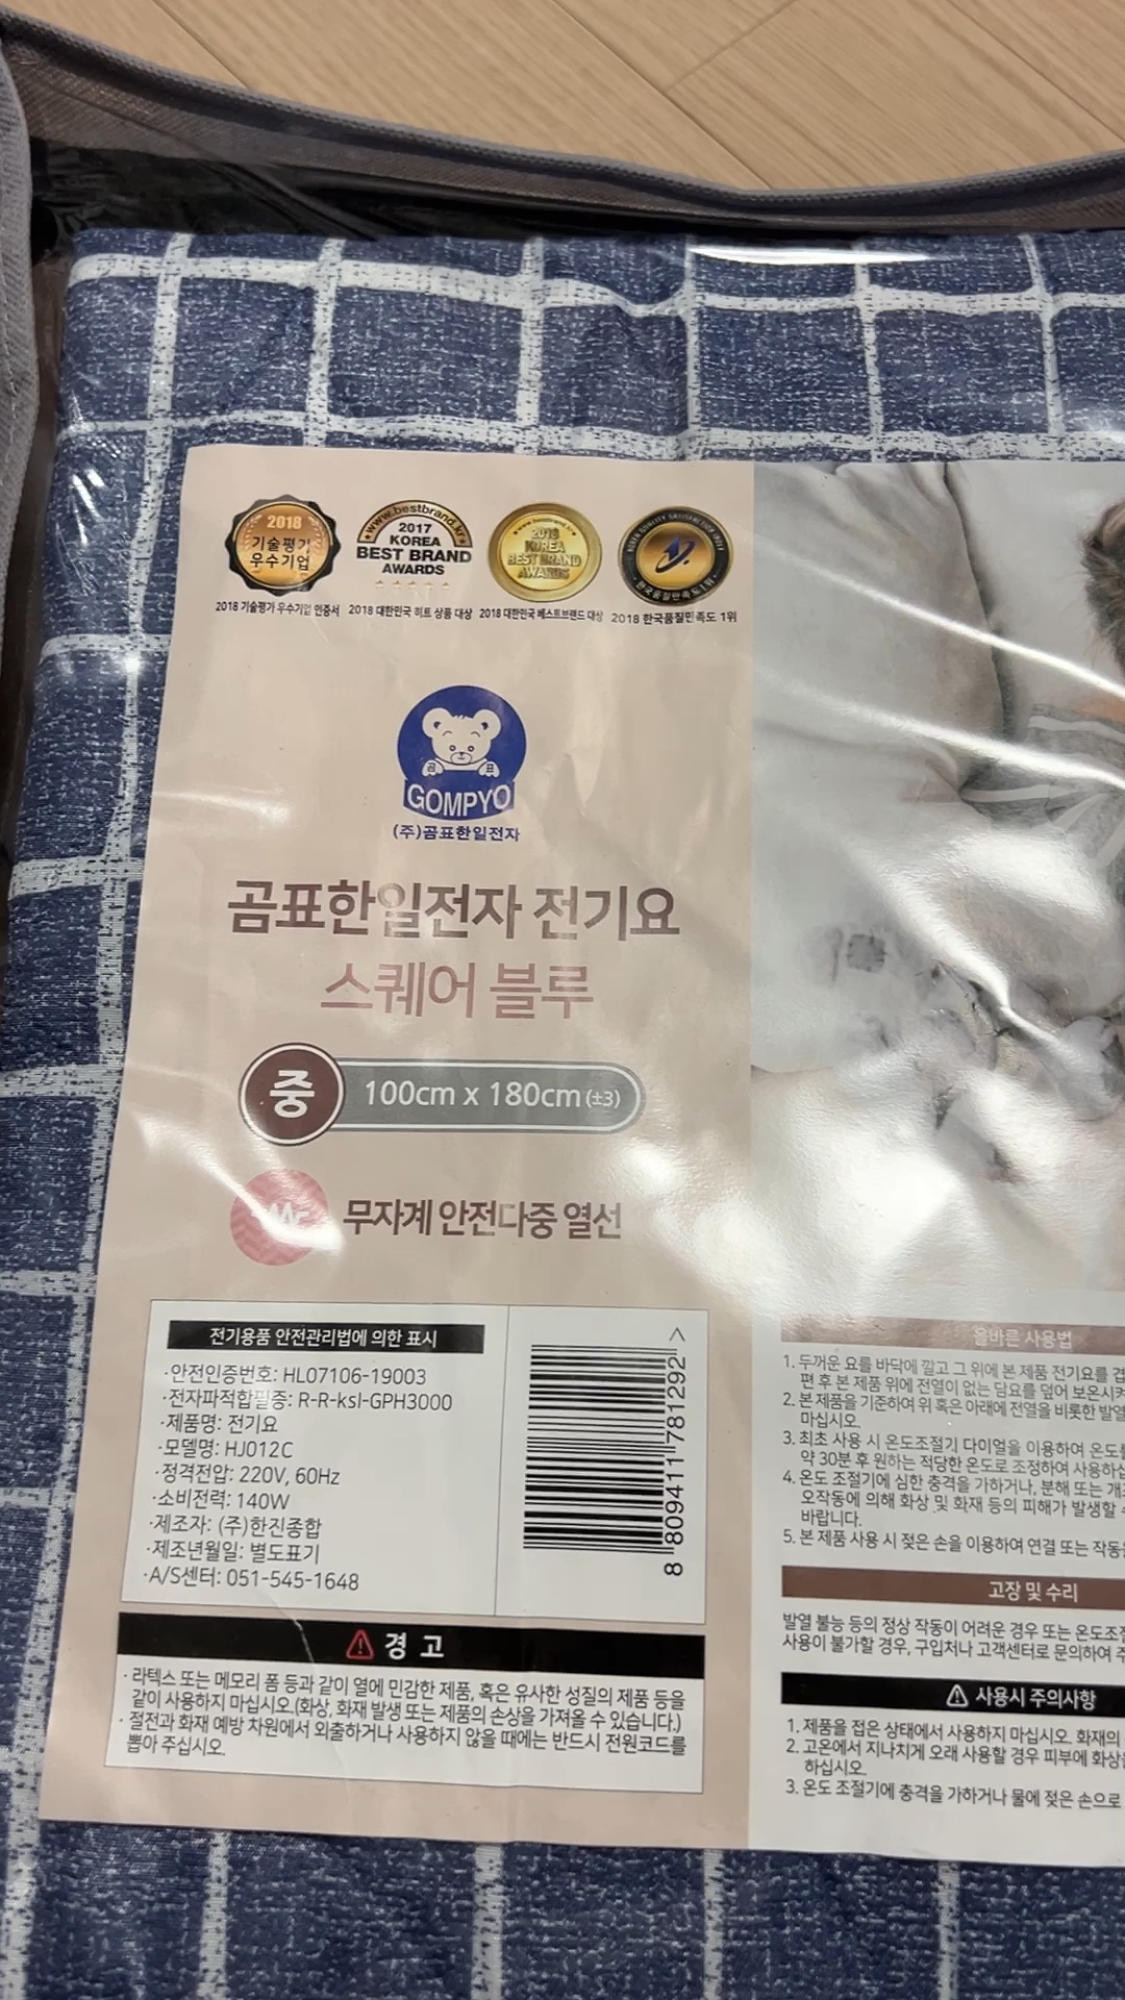 2018
기술평가
우수기업
2018 기술평가 우수기업 인증서
www.bestbrand.kr
2017
KOREA
BEST BRAND
AWARDS
2018 대한민국 히트 상품 대상
2018
KOREA
BEST BRAND
AWARDS
2018 대한민국 베스트브랜드 대상
한국품질만족도1위
2018 한국품질만족도 1위
곰 표
GOMPYO
(주)곰표한일전자
곰표한일전자 전기요
스퀘어 블루
중 100cm x 180cm (±3)
무자계 안전다중 열선
전기용품 안전관리법에 의한 표시
·안전인증번호: HL07106-19003
·전자파적합필증: R-R-ksI-GPH3000
·제품명: 전기요
·모델명: HJ012C
·정격전압: 220V, 60Hz
·소비전력: 140W
·제조자: (주)한진종합
·제조년월일: 별도표기
·A/S센터: 051-545-1648
8 809411 781292 >
경 고
· 라텍스 또는 메모리 폼 등과 같이 열에 민감한 제품, 혹은 유사한 성질의 제품 등을
같이 사용하지 마십시오.(화상, 화재 발생 또는 제품의 손상을 가져올 수 있습니다.)
· 절전과 화재 예방 차원에서 외출하거나 사용하지 않을 때에는 반드시 전원코드를
뽑아 주십시오.
올바른 사용법
1. 두꺼운 요를 바닥에 깔고 그 위에 본 제품 전기요를
편 후 본 제품 위에 전열이 없는 담요를 덮어
2. 본 제품을 기준하여 위 혹은 아래에 전열을 비롯한
마십시오.
3. 최초 사용 시 온도조절기 다이얼을 이용하여
약 30분 후 원하는 적당한 온도로 조정하여
4. 온도 조절기에 심한 충격을 가하거나, 분해 또는
오작동에 의해 화상 및 화재 등의 피해가 발생할
바랍니다.
5. 본 제품 사용 시 젖은 손을 이용하여 연결 또는
고장 및 수리
발열 불능 등의 정상 작동이 어려운 경우 또는
사용이 불가할 경우, 구입처나 고객센터로 문의하여
사용시 주의사항
1. 제품을 접은 상태에서 사용하지 마십시오. 화재의
2. 고온에서 지나치게 오래 사용할 경우 피부에
하십시오.
3. 온도 조절기에 충격을 가하거나 물에 젖은 손으로